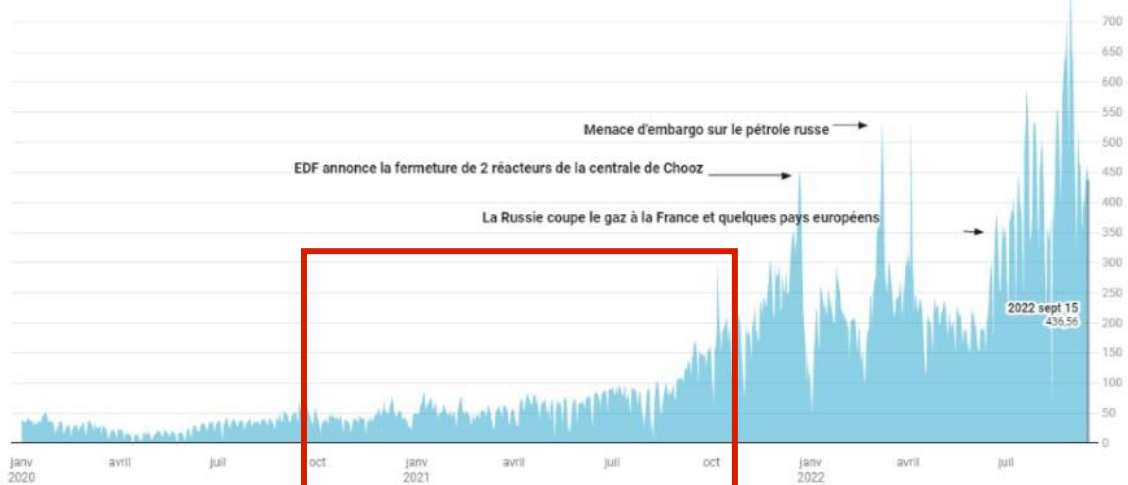 700
650
600
550
Menace d'embargo sur le pétrole russe
500
EDF annonce la fermeture de 2 réacteurs de la centrale de Chooz
450
400
La Russie coupe le gaz à la France et quelques pays européens
350
300
250
2022 sept 15
436,56
200
150
100
50
0
janv
2020
avril
juil
oct
janv
2021
avril
juil
oct
janv
2022
avril
juil